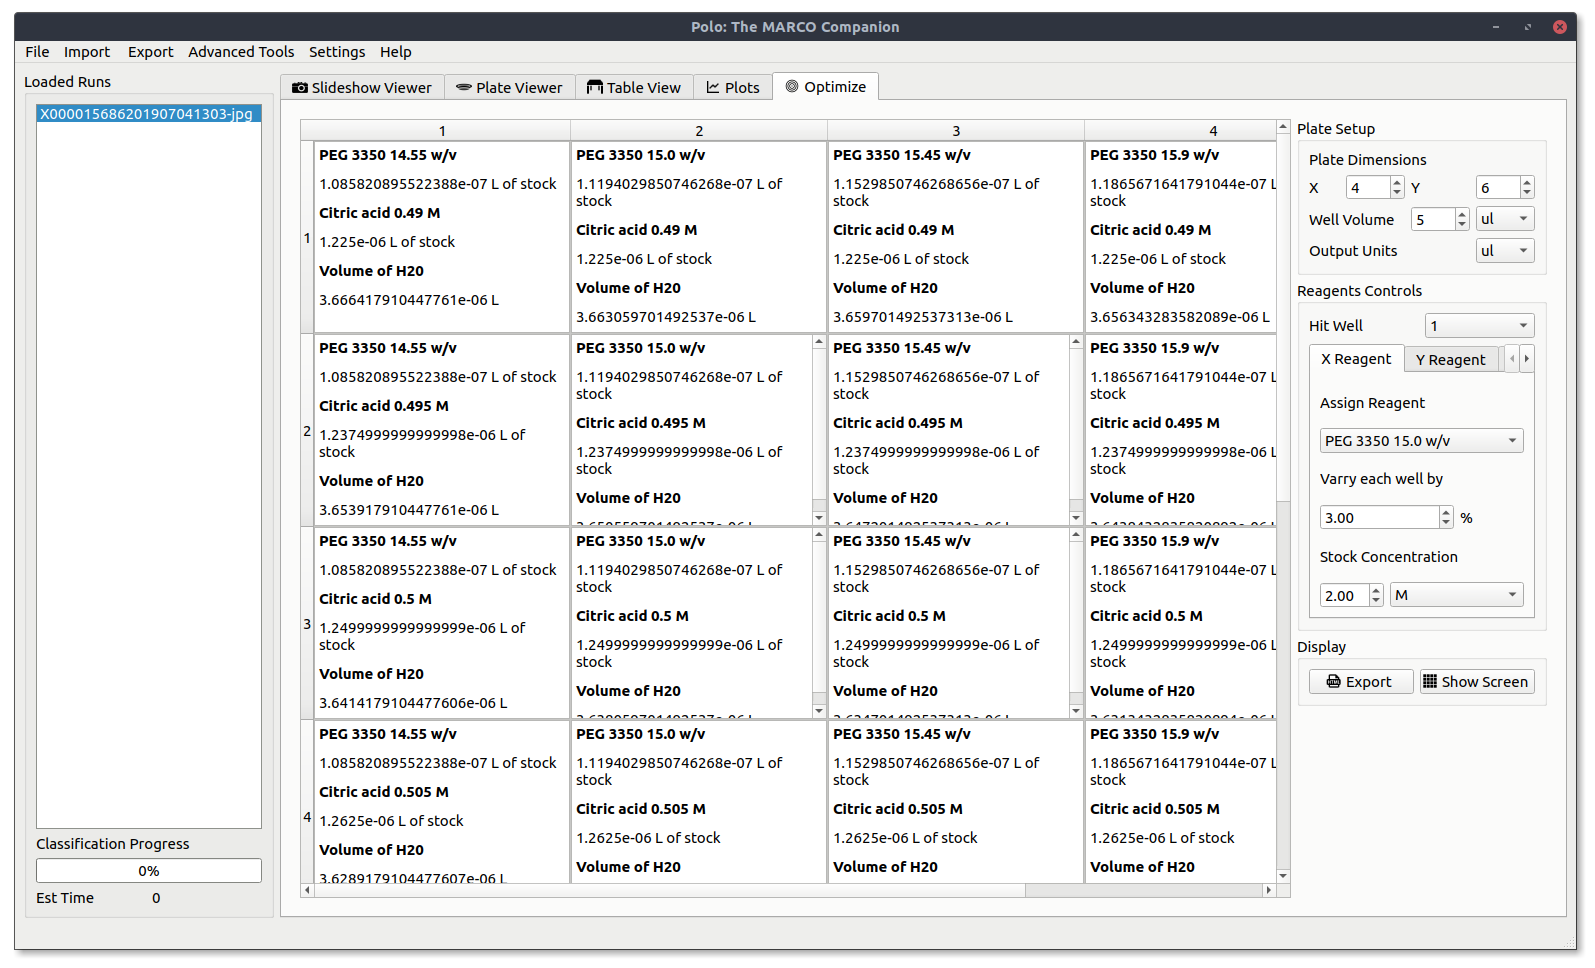 Polo: The MARCO Companion
File Import Export Advanced Tools Settings Help
Loaded Runs
X000015686201907041303-jpg
Classification Progress
0%
Est Time 0
Slideshow Viewer Plate Viewer Table View Plots Optimize
1 2 3 4
1
PEG 3350 14.55 w/v
1.085820895522388e-07 L of stock
Citric acid 0.49 M
1.225e-06 L of stock
Volume of H20
3.666417910447761e-06 L
PEG 3350 15.0 w/v
1.1194029850746268e-07 L of
stock
Citric acid 0.49 M
1.225e-06 L of stock
Volume of H20
3.663059701492537e-06 L
PEG 3350 15.45 w/v
1.1529850746268656e-07 L of
stock
Citric acid 0.49 M
1.225e-06 L of stock
Volume of H20
3.659701492537313e-06 L
PEG 3350 15.9 w/v
1.1865671641791044e-07 L
stock
Citric acid 0.49 M
1.225e-06 L of stock
Volume of H20
3.656343283582089e-06 L
2
PEG 3350 14.55 w/v
1.085820895522388e-07 L of stock
Citric acid 0.495 M
1.2374999999999998e-06 L of
stock
Volume of H20
3.653917910447761e-06 L
PEG 3350 15.0 w/v
1.1194029850746268e-07 L of
stock
Citric acid 0.495 M
1.2374999999999998e-06 L of
stock
Volume of H20
PEG 3350 15.45 w/v
1.1529850746268656e-07 L of
stock
Citric acid 0.495 M
1.2374999999999998e-06 L of
stock
Volume of H20
PEG 3350 15.9 w/v
1.1865671641791044e-07 L
stock
Citric acid 0.495 M
1.2374999999999998e-06 L
stock
Volume of H20
3
PEG 3350 14.55 w/v
1.085820895522388e-07 L of stock
Citric acid 0.5 M
1.2499999999999999e-06 L of
stock
Volume of H20
3.6414179104477606e-06 L
PEG 3350 15.0 w/v
1.1194029850746268e-07 L of
stock
Citric acid 0.5 M
1.2499999999999999e-06 L of
stock
Volume of H20
PEG 3350 15.45 w/v
1.1529850746268656e-07 L of
stock
Citric acid 0.5 M
1.2499999999999999e-06 L of
stock
Volume of H20
PEG 3350 15.9 w/v
1.1865671641791044e-07 L
stock
Citric acid 0.5 M
1.2499999999999999e-06 L
stock
Volume of H20
4
PEG 3350 14.55 w/v
1.085820895522388e-07 L of stock
Citric acid 0.505 M
1.2625e-06 L of stock
Volume of H20
3.6289179104477607e-06 L
PEG 3350 15.0 w/v
1.1194029850746268e-07 L of
stock
Citric acid 0.505 M
1.2625e-06 L of stock
Volume of H20
PEG 3350 15.45 w/v
1.1529850746268656e-07 L of
stock
Citric acid 0.505 M
1.2625e-06 L of stock
Volume of H20
PEG 3350 15.9 w/v
1.1865671641791044e-07 L
stock
Citric acid 0.505 M
1.2625e-06 L of stock
Volume of H20
Plate Setup
Plate Dimensions
X 4 Y 6
Well Volume 5 ul
Output Units ul
Reagents Controls
Hit Well 1
X Reagent Y Reagent
Assign Reagent
PEG 3350 15.0 w/v
Varry each well by
3.00 %
Stock Concentration
2.00 M
Display
Export Show Screen